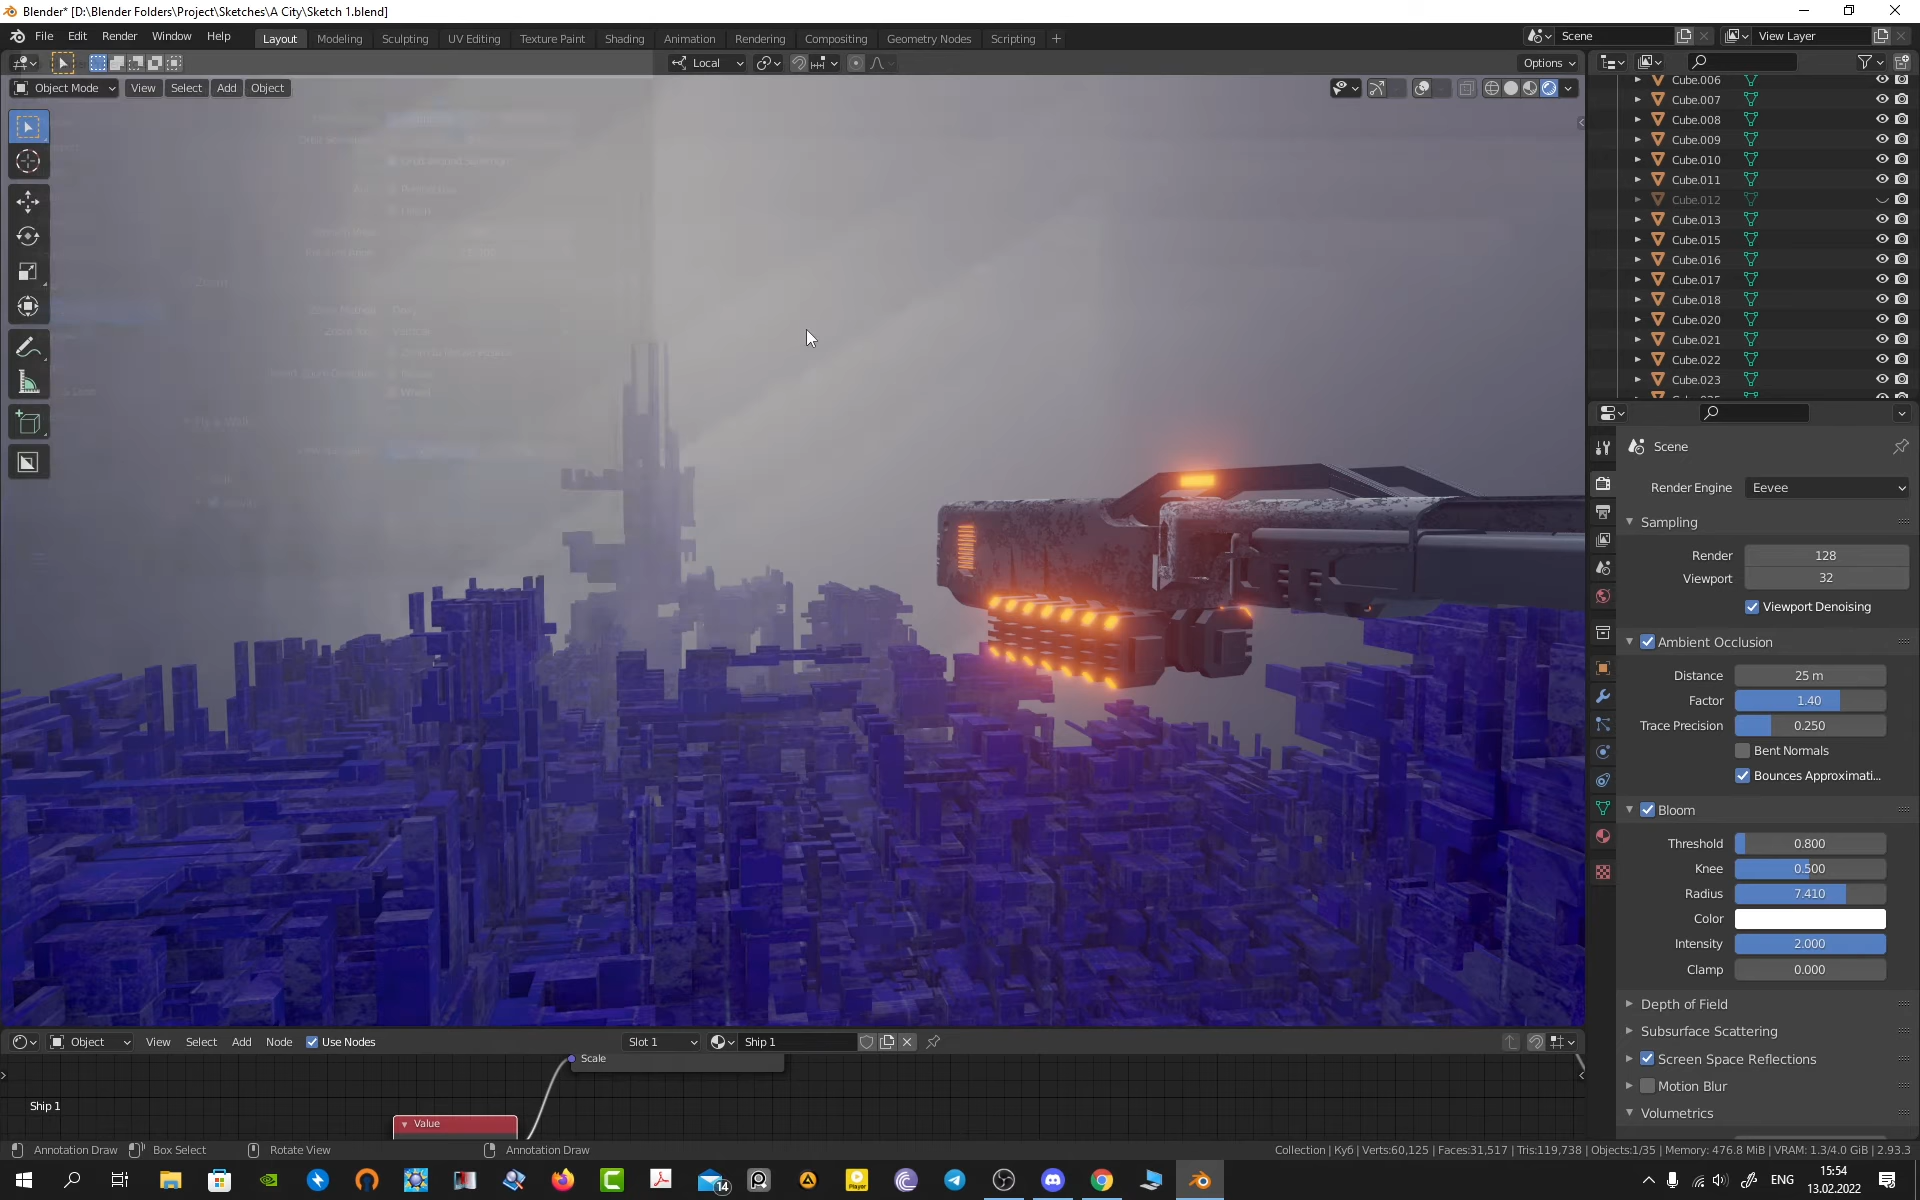 Blender* [D:\Blender Folders\Project\Sketches\A City\Sketch 1.blend]
File Edit Render Window Help Layout Modeling Sculpting UV Editing Texture Paint Shading Animation Rendering Compositing Geometry Nodes Scripting + Scene View Layer
Local Options
Object Mode View Select Add Object
Cube.006
Cube.007
Cube.008
Cube.009
Cube.010
Cube.011
Cube.012
Cube.013
Cube.015
Cube.016
Cube.017
Cube.018
Cube.020
Cube.021
Cube.022
Cube.023
Scene
Render Engine Eevee
Sampling
Render 128
Viewport 32
Viewport Denoising
Ambient Occlusion
Distance 25 m
Factor 1.40
Trace Precision 0.250
Bent Normals
Bounces Approximati...
Bloom
Threshold 0.800
Knee 0.500
Radius 7.410
Color
Intensity 2.000
Clamp 0.000
Depth of Field
Subsurface Scattering
Screen Space Reflections
Motion Blur
Volumetrics
Object View Select Add Node Use Nodes Slot 1 Ship 1
Scale
Ship 1
Value
Annotation Draw Box Select Rotate View Annotation Draw
Collection | Куб | Verts:60,125 | Faces:31,517 | Tris:119,738 | Objects:1/35 | Memory: 476.8 MiB | VRAM: 1.3/4.0 GiB | 2.93.3
14
Player
ENG
15:54
13.02.2022